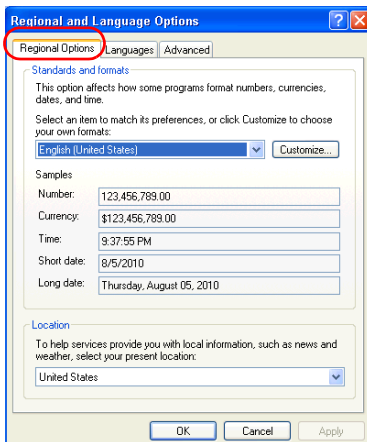 Regional and Language Options
Regional Options Languages Advanced
Standards and formats
This option affects how some programs format numbers, currencies,
dates, and time.
Select an item to match its preferences, or click Customize to choose
your own formats:
English (United States) Customize...
Samples
Number: 123,456,789.00
Currency: $123,456,789.00
Time: 9:37:55 PM
Short date: 8/5/2010
Long date: Thursday, August 05, 2010
Location
To help services provide you with local information, such as news and
weather, select your present location:
United States
OK Cancel Apply